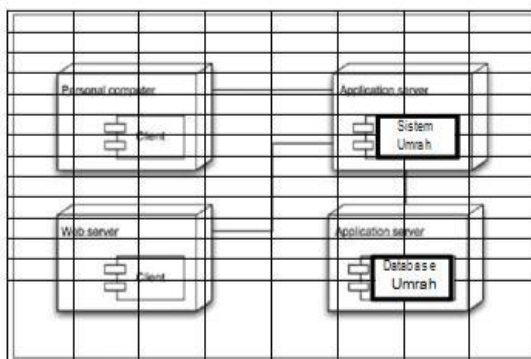 Personal computer
Client
Application server
Sistem
Umrah
Web server
Client
Application server
Database
Umrah